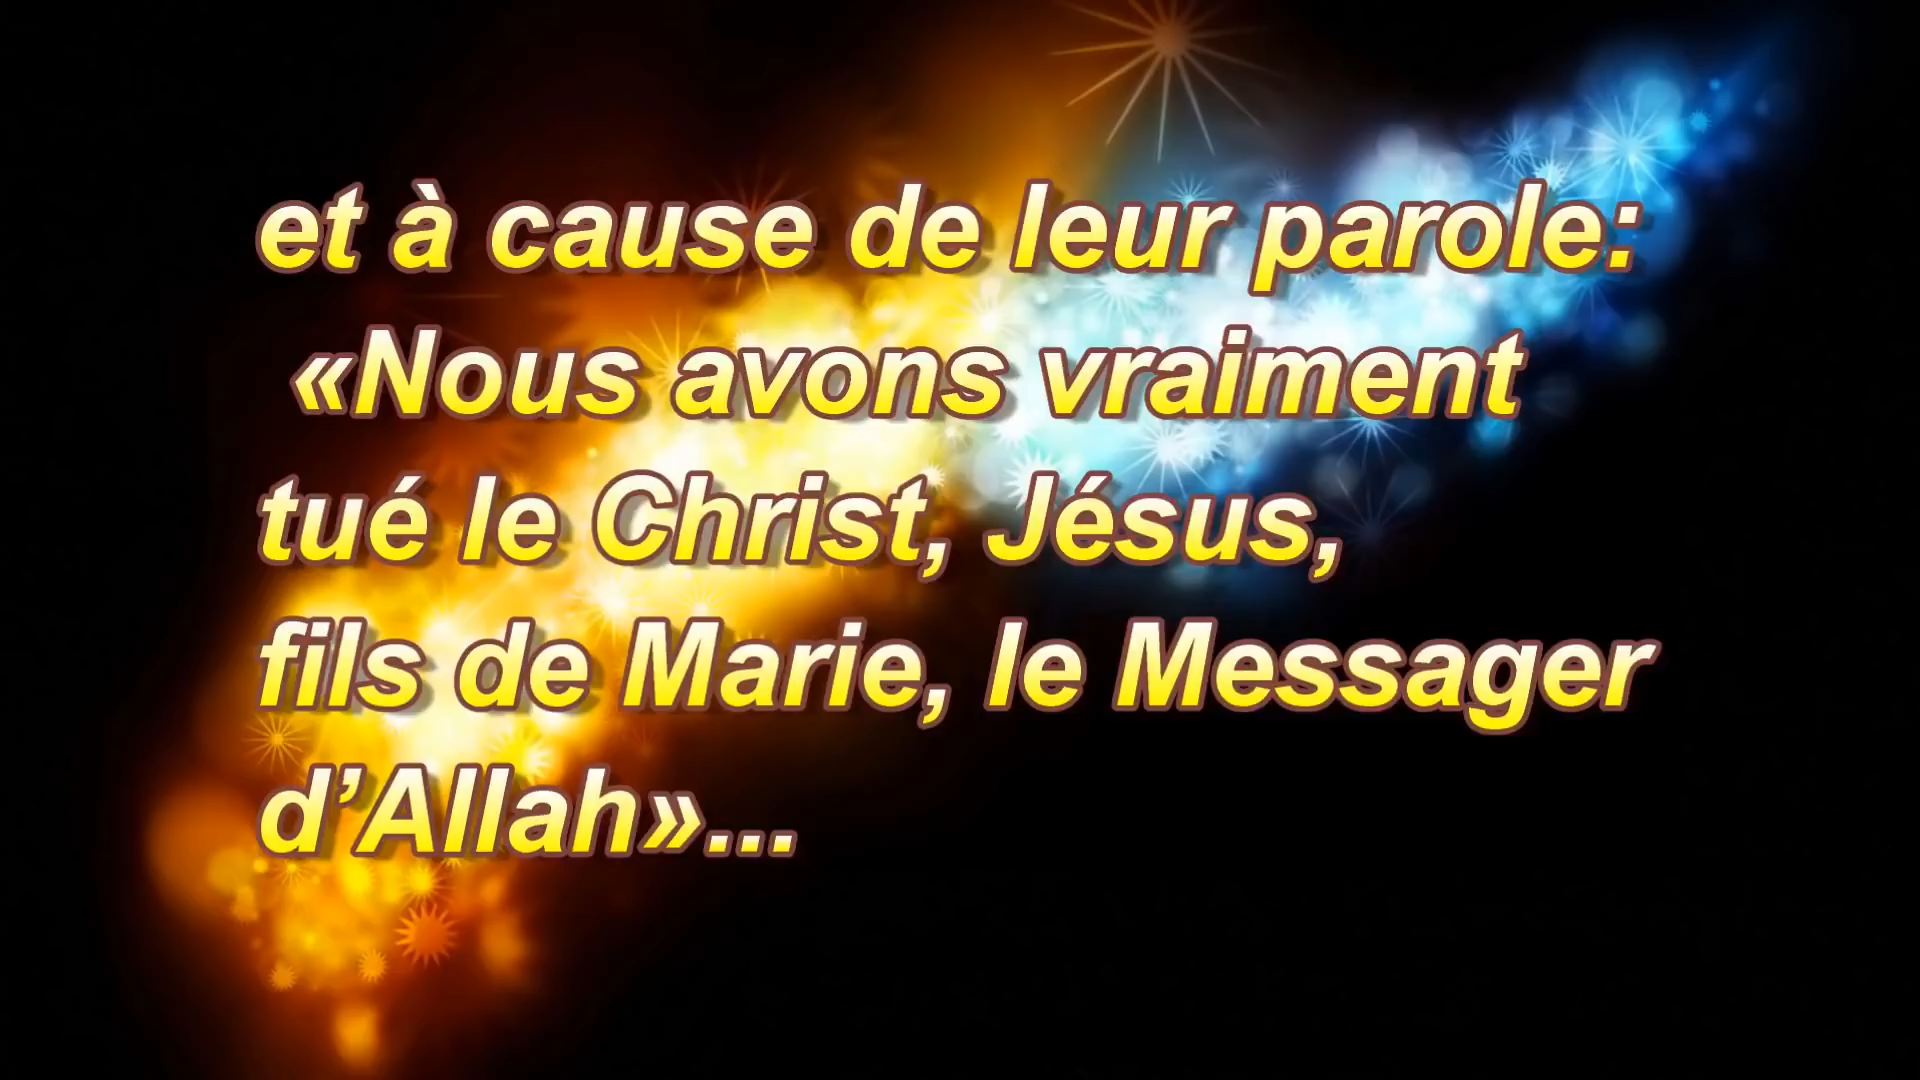 et à cause de leur parole:
«Nous avons vraiment
tué le Christ, Jésus,
fils de Marie, le Messager
d’Allah»...